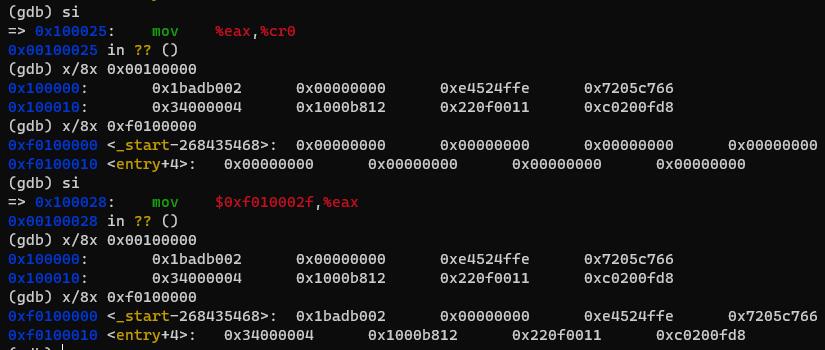 (gdb) si
=> 0x100025:    mov    %eax,%cr0
0x00100025 in ?? ()
(gdb) x/8x 0x00100000
0x100000:       0x1badb002      0x00000000      0xe4524ffe      0x7205c766
0x100010:       0x34000004      0x1000b812      0x220f0011      0xc0200fd8
(gdb) x/8x 0xf0100000
0xf0100000 <_start-268435468>:  0x00000000      0x00000000      0x00000000      0x00000000
0xf0100010 <entry+4>:   0x00000000      0x00000000      0x00000000      0x00000000
(gdb) si
=> 0x100028:    mov    $0xf010002f,%eax
0x00100028 in ?? ()
(gdb) x/8x 0x00100000
0x100000:       0x1badb002      0x00000000      0xe4524ffe      0x7205c766
0x100010:       0x34000004      0x1000b812      0x220f0011      0xc0200fd8
(gdb) x/8x 0xf0100000
0xf0100000 <_start-268435468>:  0x1badb002      0x00000000      0xe4524ffe      0x7205c766
0xf0100010 <entry+4>:   0x34000004      0x1000b812      0x220f0011      0xc0200fd8